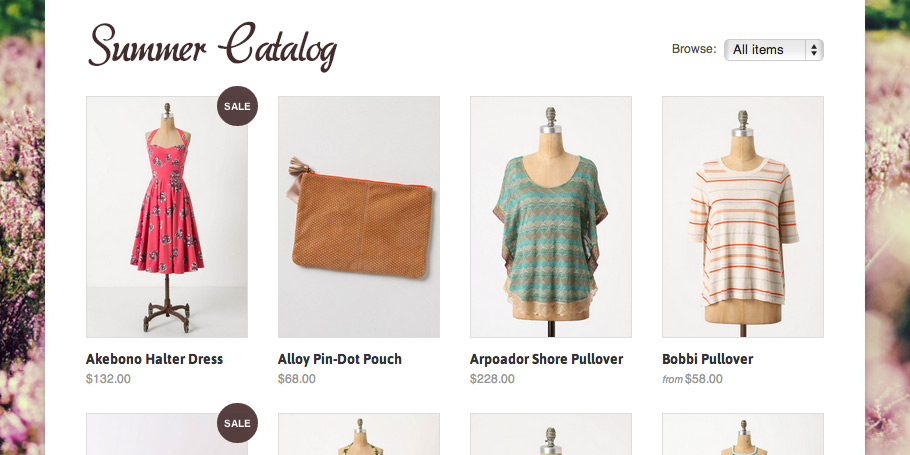 Summer Catalog
Browse: All items
SALE
Akebono Halter Dress
$132.00
Alloy Pin-Dot Pouch
$68.00
Arpoador Shore Pullover
$228.00
Bobbi Pullover
from $58.00
SALE